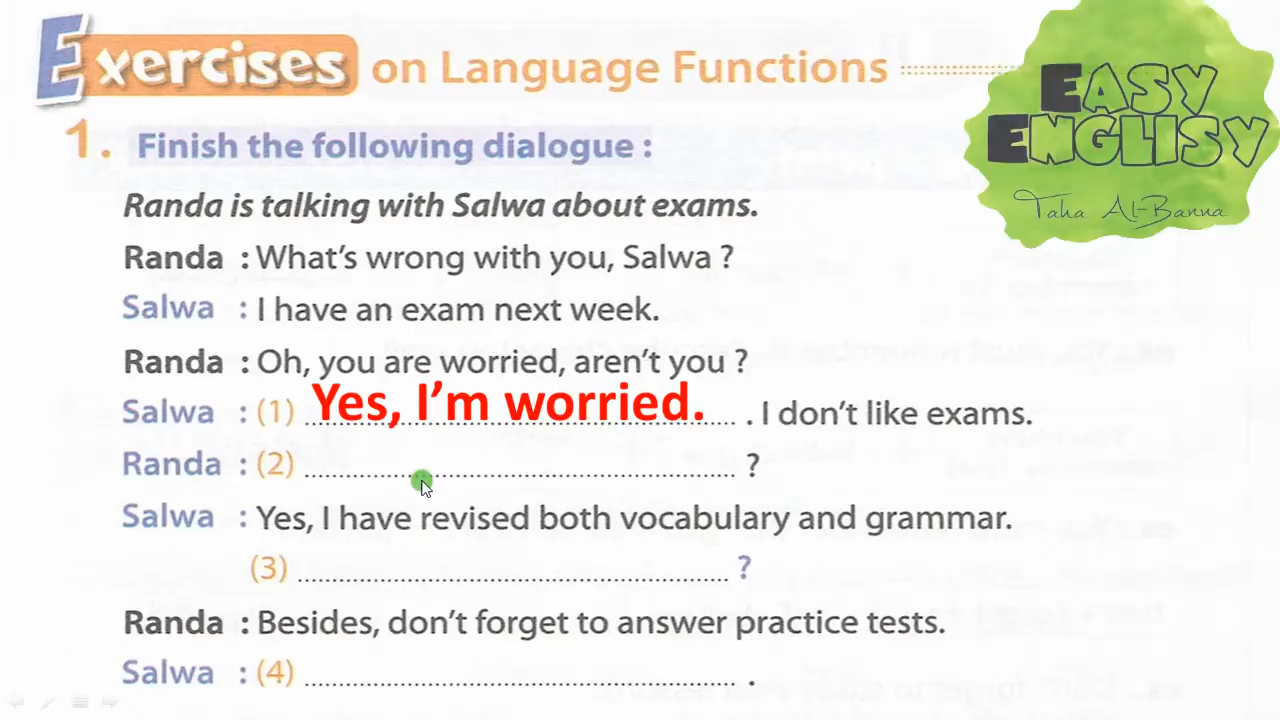 Exercises on Language Functions
EASY
ENGLISY
Taha Al-Banna
1. Finish the following dialogue :
Randa is talking with Salwa about exams.
Randa : What's wrong with you, Salwa ?
Salwa : I have an exam next week.
Randa : Oh, you are worried, aren't you ?
Salwa : (1) Yes, I'm worried. . I don't like exams.
Randa : (2) ........................................ ?
Salwa : Yes, I have revised both vocabulary and grammar.
(3) ........................................ ?
Randa : Besides, don't forget to answer practice tests.
Salwa : (4) ........................................ .